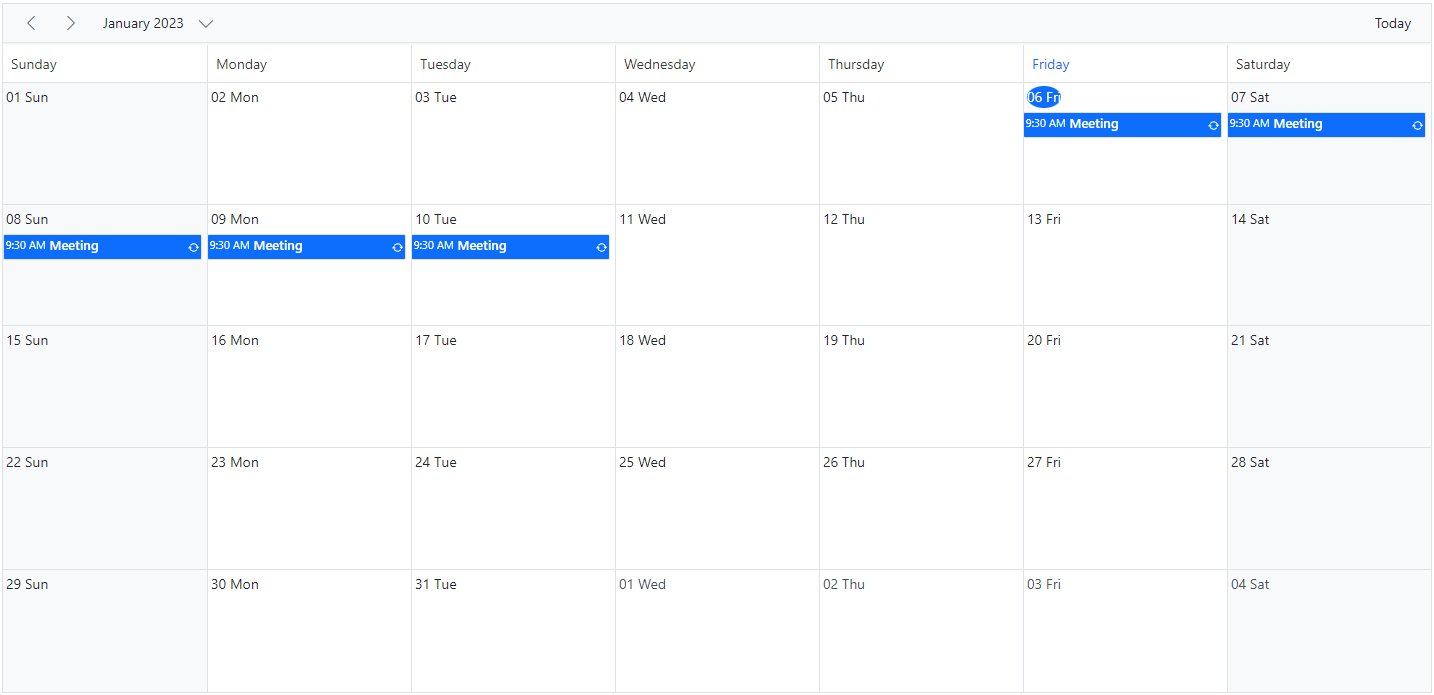 January 2023 Today
Sunday Monday Tuesday Wednesday Thursday Friday Saturday
01 Sun 02 Mon 03 Tue 04 Wed 05 Thu 06 Fri 07 Sat
9:30 AM Meeting 9:30 AM Meeting
08 Sun 09 Mon 10 Tue 11 Wed 12 Thu 13 Fri 14 Sat
9:30 AM Meeting 9:30 AM Meeting 9:30 AM Meeting
15 Sun 16 Mon 17 Tue 18 Wed 19 Thu 20 Fri 21 Sat
22 Sun 23 Mon 24 Tue 25 Wed 26 Thu 27 Fri 28 Sat
29 Sun 30 Mon 31 Tue 01 Wed 02 Thu 03 Fri 04 Sat